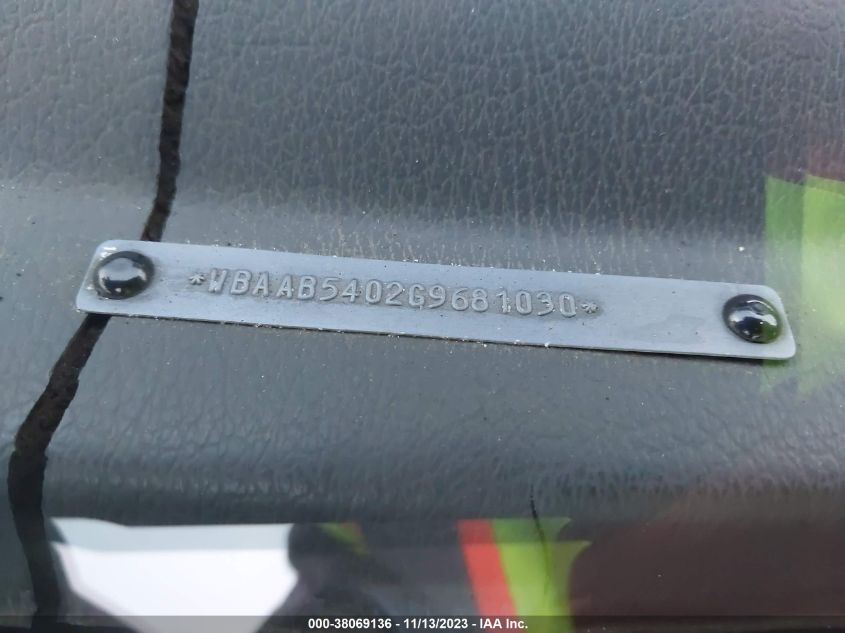 *WBAAB5402G9681030*
000-38069136 - 11/13/2023 - IAA Inc.